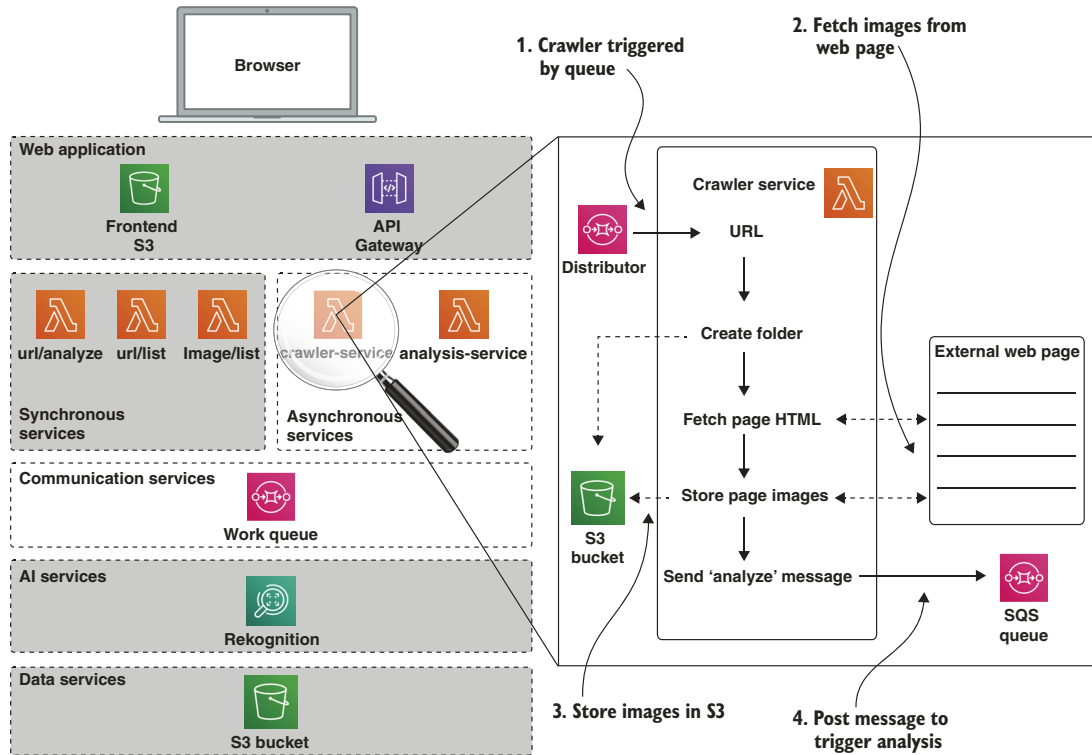 Browser
Web application
Frontend
S3
API
Gateway
url/analyze
url/list
Image/list
Synchronous
services
crawler-service
analysis-service
Asynchronous
services
Communication services
Work queue
AI services
Rekognition
Data services
S3 bucket
1. Crawler triggered
by queue
2. Fetch images from
web page
Crawler service
Distributor
URL
Create folder
Fetch page HTML
Store page images
Send ‘analyze’ message
External web page
S3
bucket
SQS
queue
3. Store images in S3
4. Post message to
trigger analysis